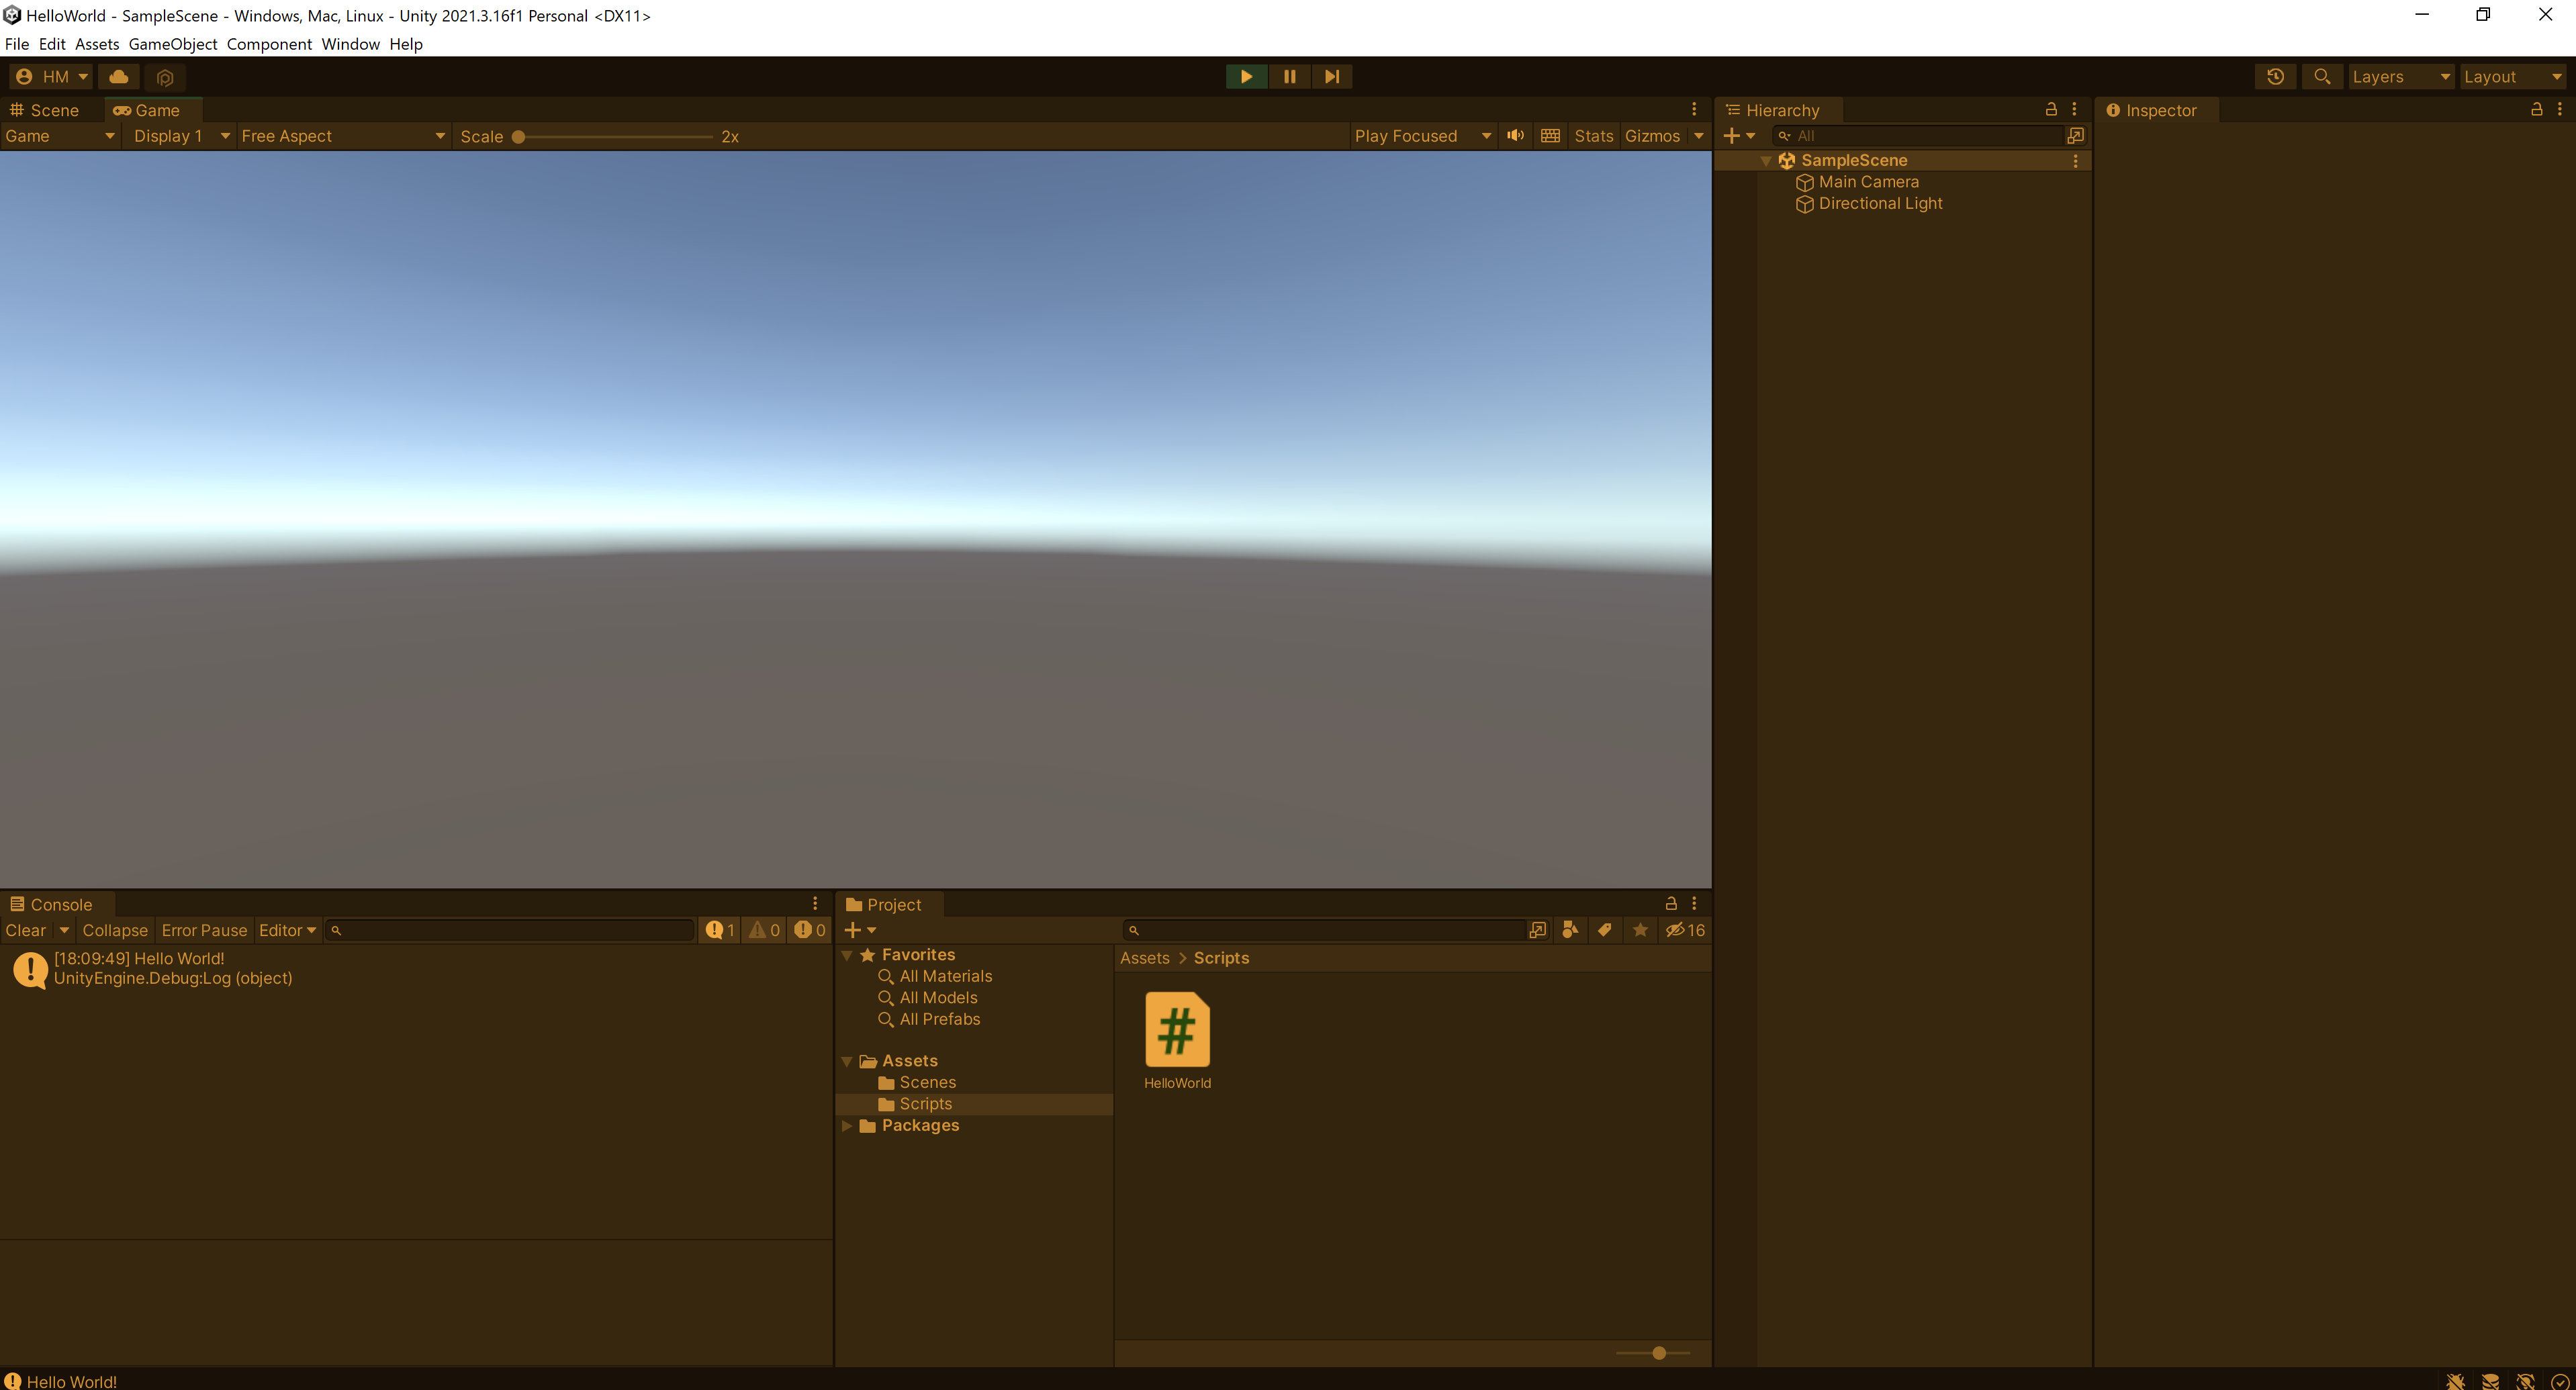 HelloWorld - SampleScene - Windows, Mac, Linux - Unity 2021.3.16f1 Personal <DX11>
File Edit Assets GameObject Component Window Help
HM
Layers Layout
Scene Game
Game Display 1 Free Aspect Scale 2x Play Focused Stats Gizmos
Hierarchy
All
SampleScene
Main Camera
Directional Light
Inspector
Console
Clear Collapse Error Pause Editor 1 0 0
[18:09:49] Hello World!
UnityEngine.Debug:Log (object)
Project
16
Favorites
All Materials
All Models
All Prefabs
Assets
Scenes
Scripts
Packages
Assets > Scripts
#
HelloWorld
Hello World!